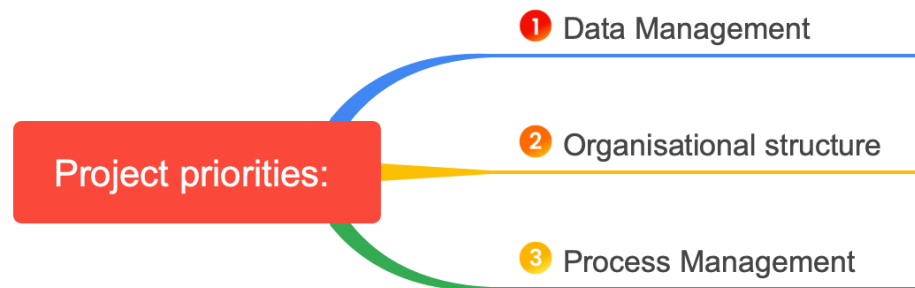 Project priorities:
1 Data Management
2 Organisational structure
3 Process Management